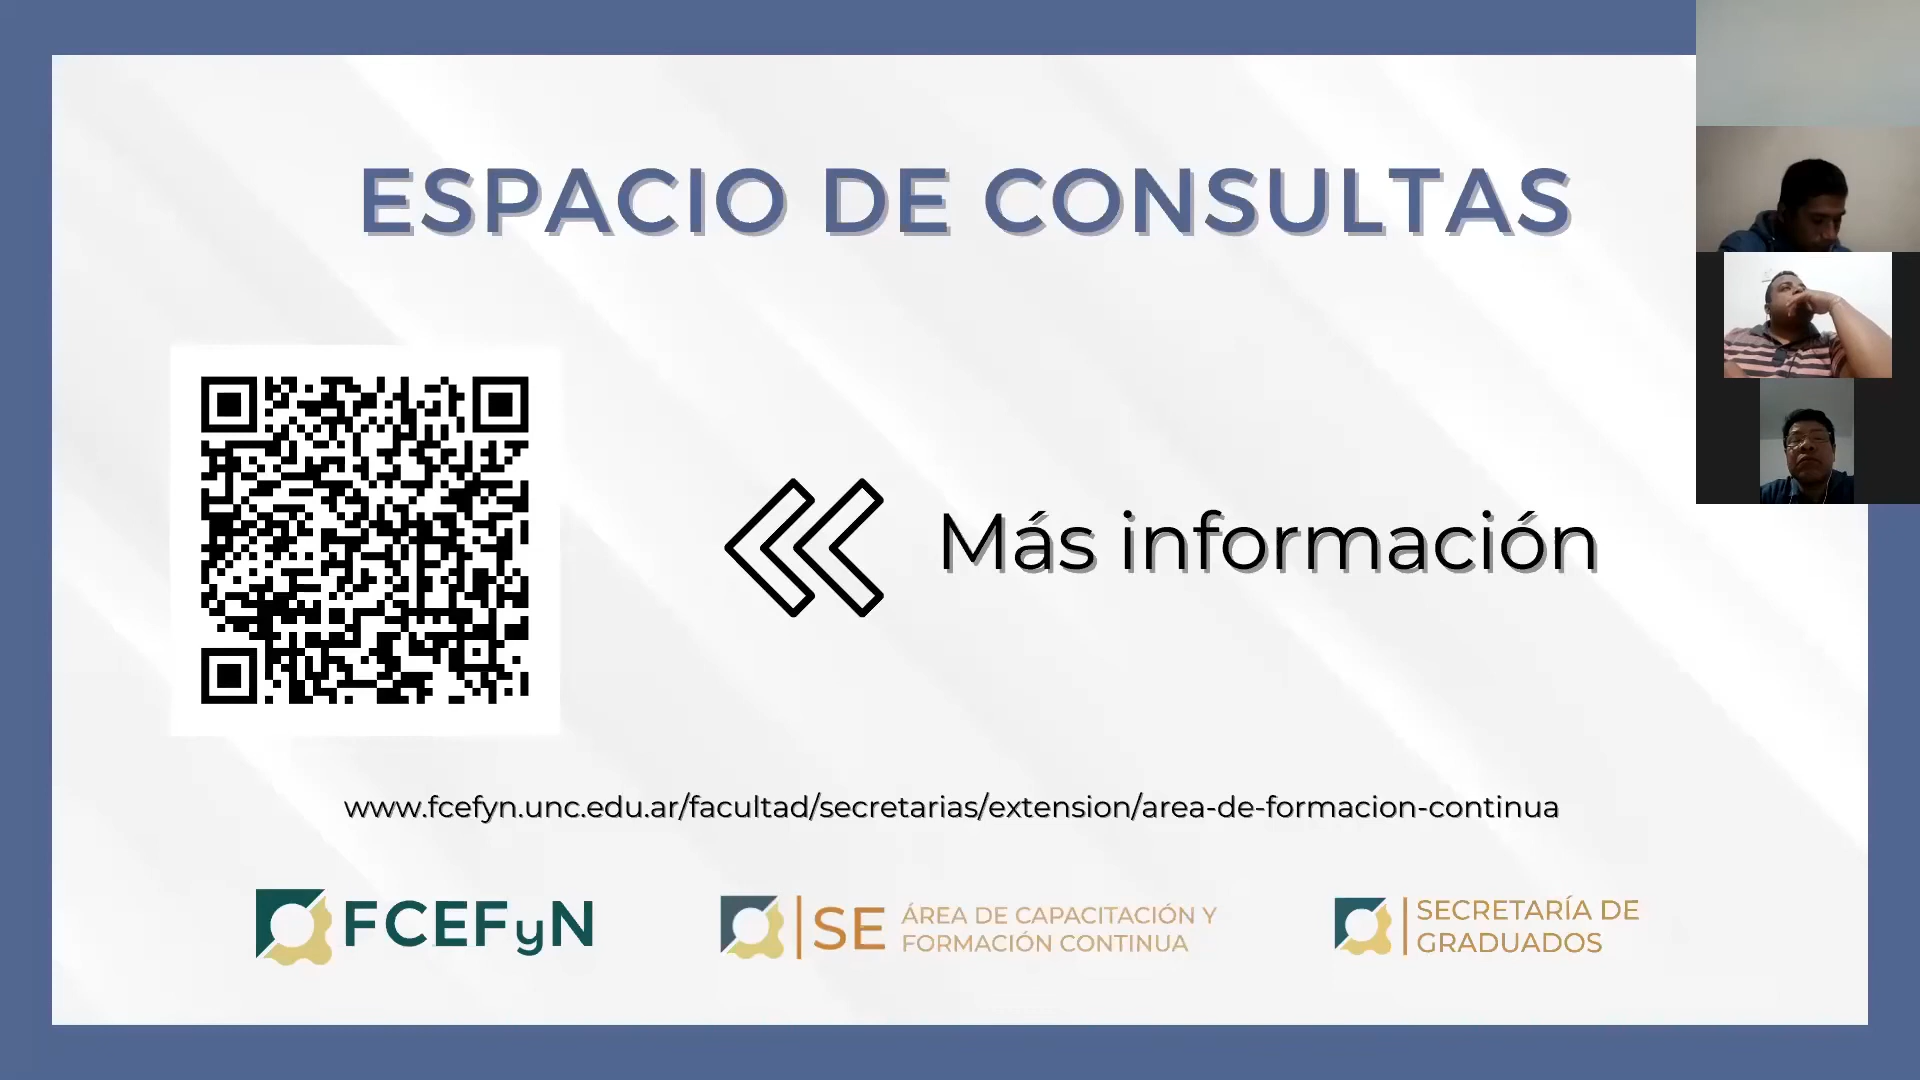 ESPACIO DE CONSULTAS
Más información
www.fcefyn.unc.edu.ar/facultad/secretarias/extension/area-de-formacion-continua
FCEFyN
SE
ÁREA DE CAPACITACIÓN Y
FORMACIÓN CONTINUA
SECRETARÍA DE
GRADUADOS